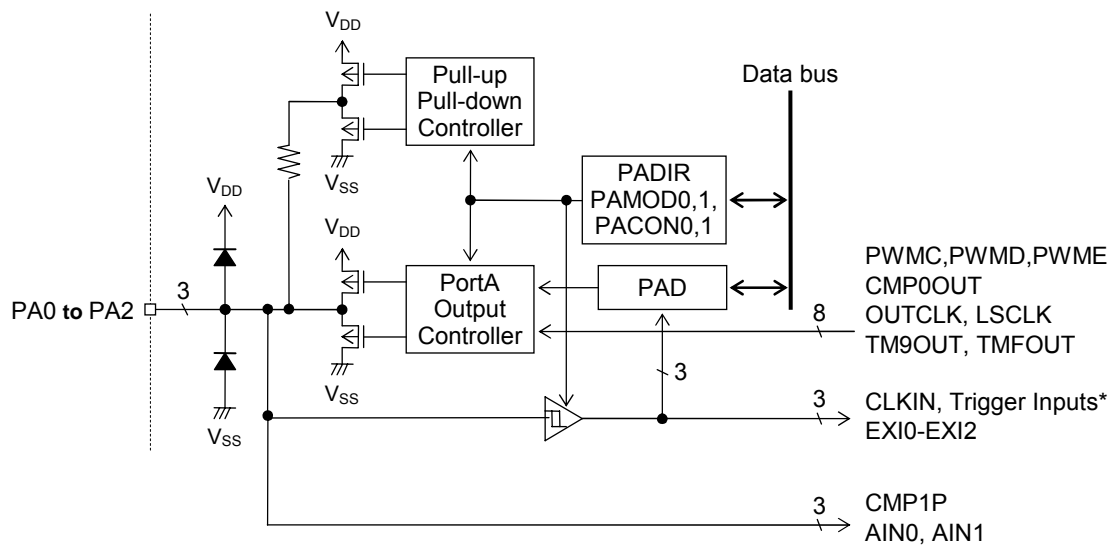 VDD
Pull-up
Pull-down
Controller
VSS
Data bus
PADIR
PAMOD0,1,
PACON0,1
VDD
VDD
PA0 to PA2
3
PortA
Output
Controller
PAD
PWMC,PWMD,PWME
CMP0OUT
8
OUTCLK, LSCLK
TM9OUT, TMFOUT
VSS
VSS
3
3
CLKIN, Trigger Inputs*
EXI0-EXI2
3
CMP1P
AIN0, AIN1